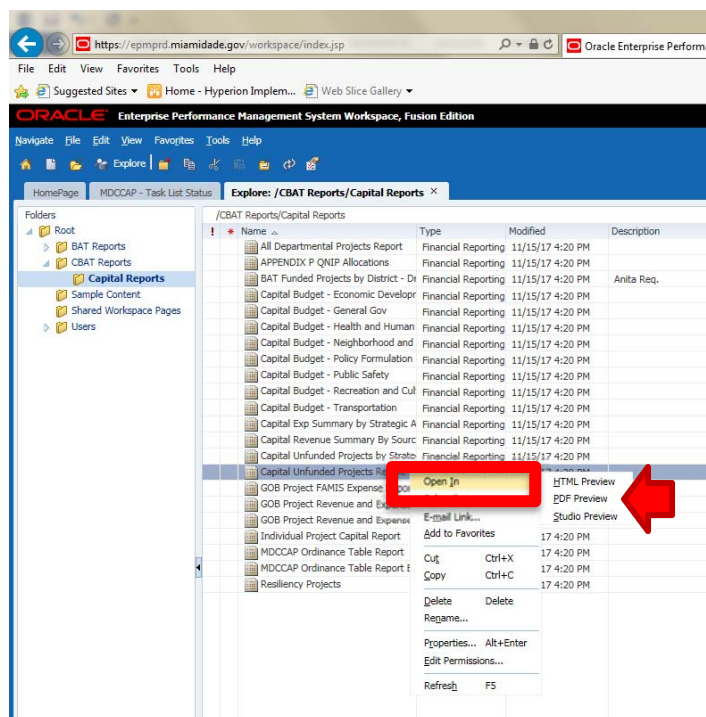 https://epmprd.miamidade.gov/workspace/index.jsp
Oracle Enterprise Perform
File Edit View Favorites Tools Help
Suggested Sites Home - Hyperion Implem... Web Slice Gallery
ORACLE Enterprise Performance Management System Workspace, Fusion Edition
Navigate File Edit View Favorites Tools Help
Explore
HomePage MDCCAP - Task List Status Explore: /CBAT Reports/Capital Reports ×
Folders /CBAT Reports/Capital Reports
Root ! * Name Type Modified Description
BAT Reports All Departmental Projects Report Financial Reporting 11/15/17 4:20 PM
CBAT Reports APPENDIX P QNIP Allocations Financial Reporting 11/15/17 4:20 PM
Capital Reports BAT Funded Projects by District - Financial Reporting 11/15/17 4:20 PM Anita Req.
Sample Content Capital Budget - Economic Developr Financial Reporting 11/15/17 4:20 PM
Shared Workspace Pages Capital Budget - General Gov Financial Reporting 11/15/17 4:20 PM
Users Capital Budget - Health and Human Financial Reporting 11/15/17 4:20 PM
Capital Budget - Neighborhood and Financial Reporting 11/15/17 4:20 PM
Capital Budget - Policy Formulation Financial Reporting 11/15/17 4:20 PM
Capital Budget - Public Safety Financial Reporting 11/15/17 4:20 PM
Capital Budget - Recreation and Cul Financial Reporting 11/15/17 4:20 PM
Capital Budget - Transportation Financial Reporting 11/15/17 4:20 PM
Capital Exp Summary by Strategic A Financial Reporting 11/15/17 4:20 PM
Capital Revenue Summary By Sourc Financial Reporting 11/15/17 4:20 PM
Capital Unfunded Projects by Strate Financial Reporting 11/15/17 4:20 PM
Capital Unfunded Projects 4:20 PM
Open In HTML Preview
GOB Project FAMIS Expense PDF Preview
GOB Project Revenue and Studio Preview
GOB Project Revenue and Expense E-mail Link...
Individual Project Capital Report Add to Favorites 17 4:20 PM
MDCCAP Ordinance Table Report Cut Ctrl+X 17 4:20 PM
MDCCAP Ordinance Table Report E Copy Ctrl+C 17 4:20 PM
Resiliency Projects 17 4:20 PM
Delete Delete
Rename...
Properties... Alt+Enter
Edit Permissions...
Refresh F5